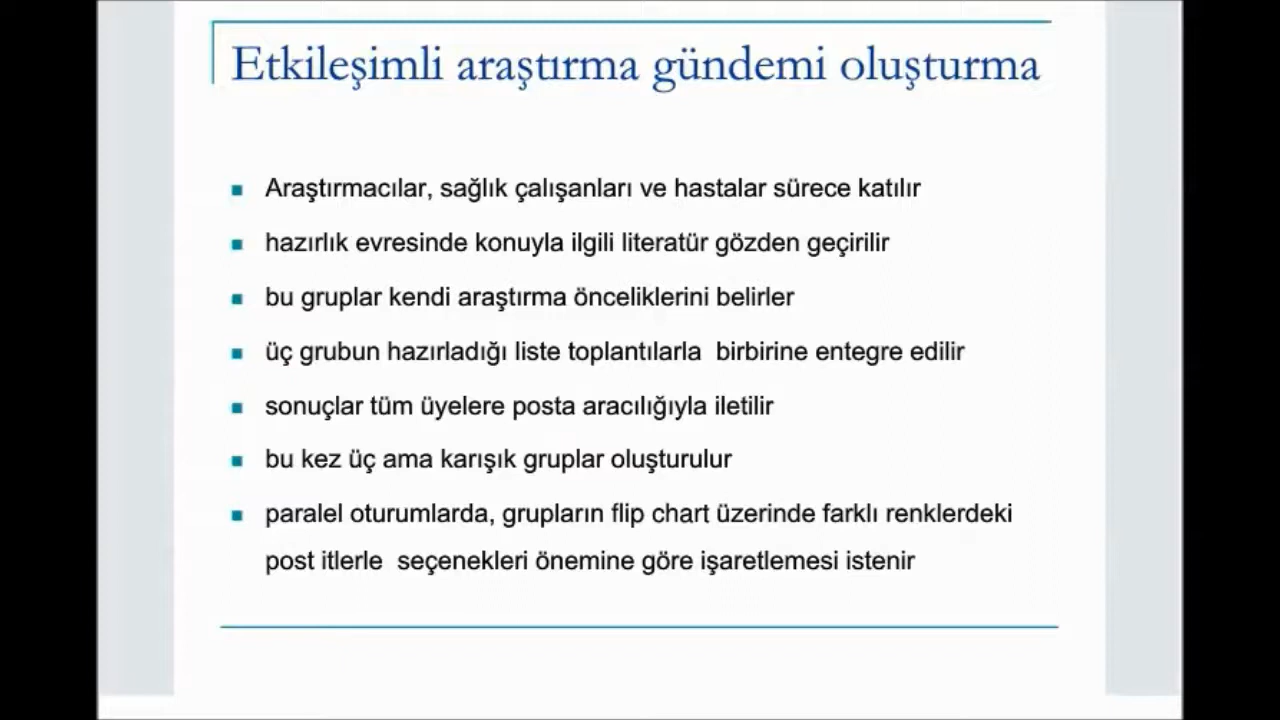 Etkileşimli araştırma gündemi oluşturma
Araştırmacılar, sağlık çalışanları ve hastalar sürece katılır
hazırlık evresinde konuyla ilgili literatür gözden geçirilir
bu gruplar kendi araştırma önceliklerini belirler
üç grubun hazırladığı liste toplantılarla birbirine entegre edilir
sonuçlar tüm üyelere posta aracılığıyla iletilir
bu kez üç ama karışık gruplar oluşturulur
paralel oturumlarda, grupların flip chart üzerinde farklı renklerdeki
post itlerle seçenekleri önemine göre işaretlemesi istenir